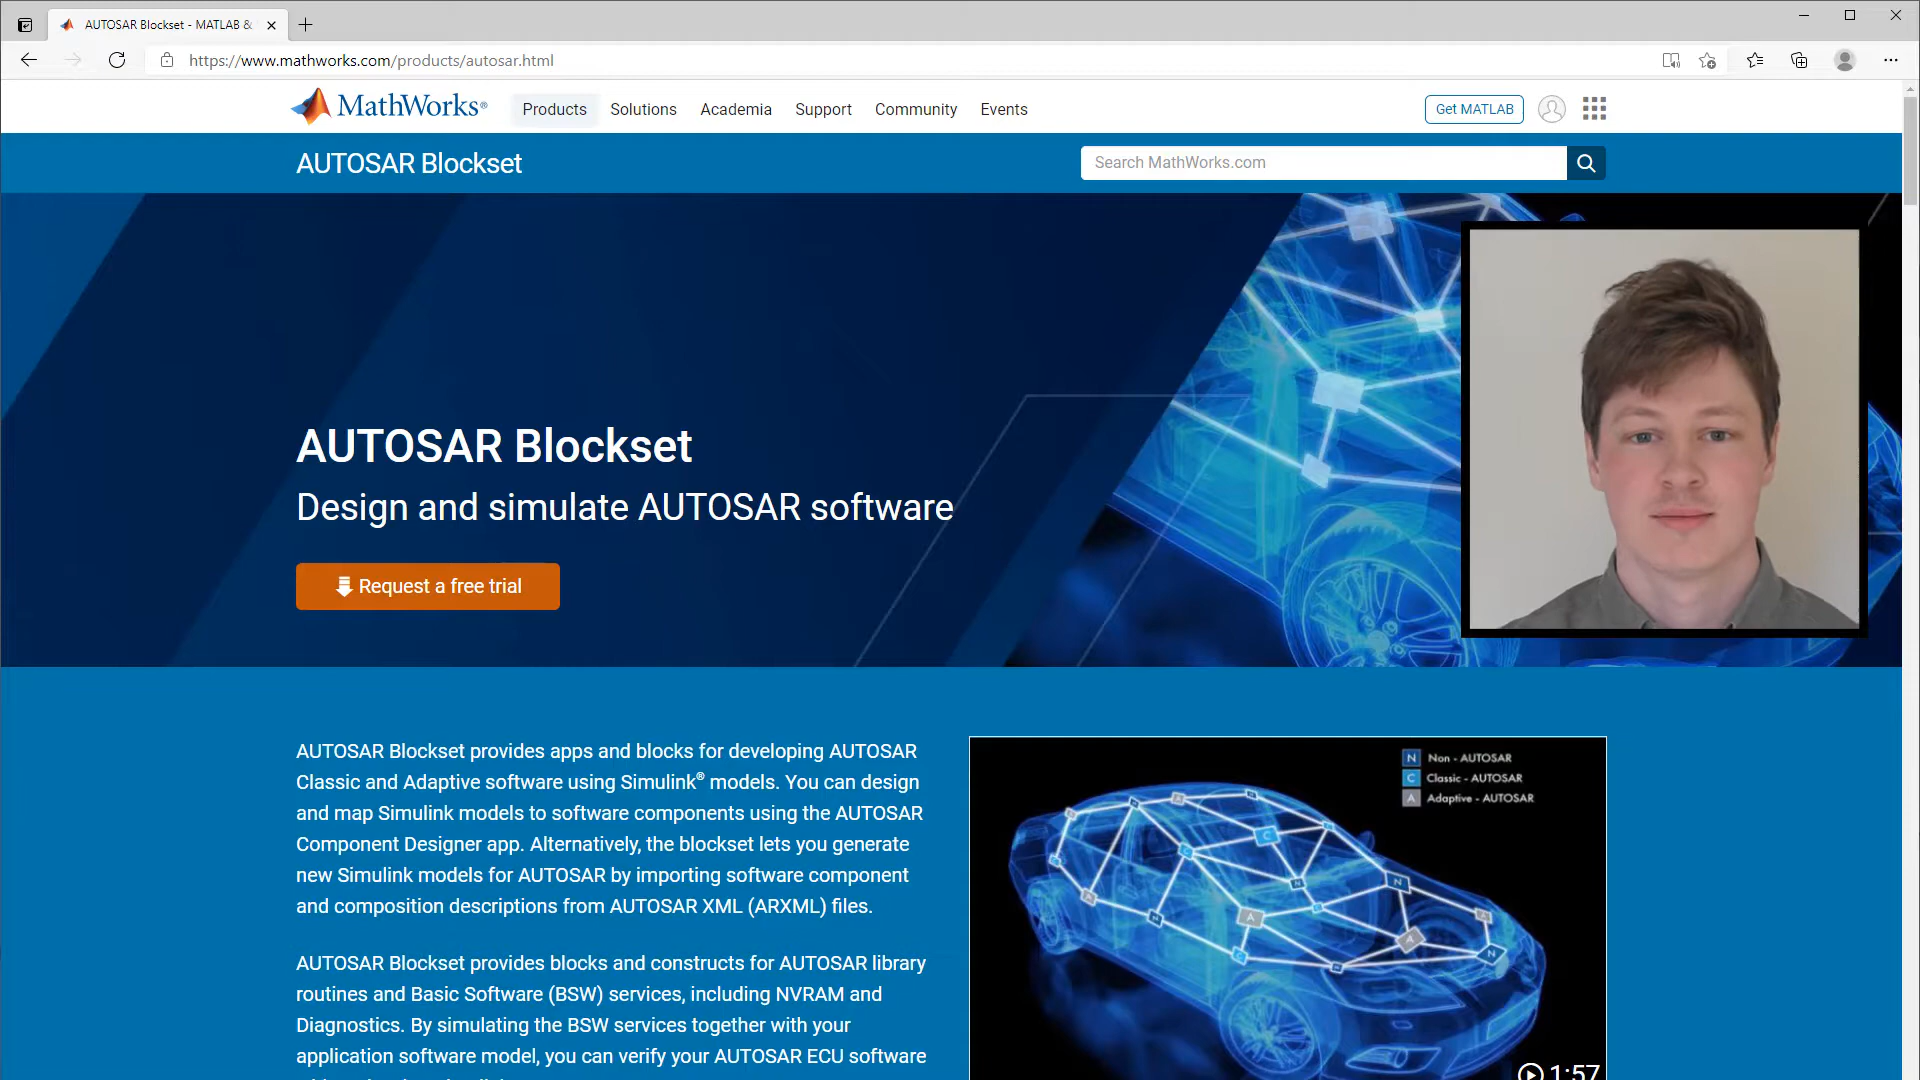 AUTOSAR Blockset - MATLAB &
https://www.mathworks.com/products/autosar.html
MathWorks®
Products
Solutions
Academia
Support
Community
Events
Get MATLAB
AUTOSAR Blockset
Search MathWorks.com
AUTOSAR Blockset
Design and simulate AUTOSAR software
Request a free trial
AUTOSAR Blockset provides apps and blocks for developing AUTOSAR
Classic and Adaptive software using Simulink® models. You can design
and map Simulink models to software components using the AUTOSAR
Component Designer app. Alternatively, the blockset lets you generate
new Simulink models for AUTOSAR by importing software component
and composition descriptions from AUTOSAR XML (ARXML) files.
AUTOSAR Blockset provides blocks and constructs for AUTOSAR library
routines and Basic Software (BSW) services, including NVRAM and
Diagnostics. By simulating the BSW services together with your
application software model, you can verify your AUTOSAR ECU software
N Non - AUTOSAR
C Classic - AUTOSAR
A Adaptive - AUTOSAR
C
N
N
A
A
N
C
1:57